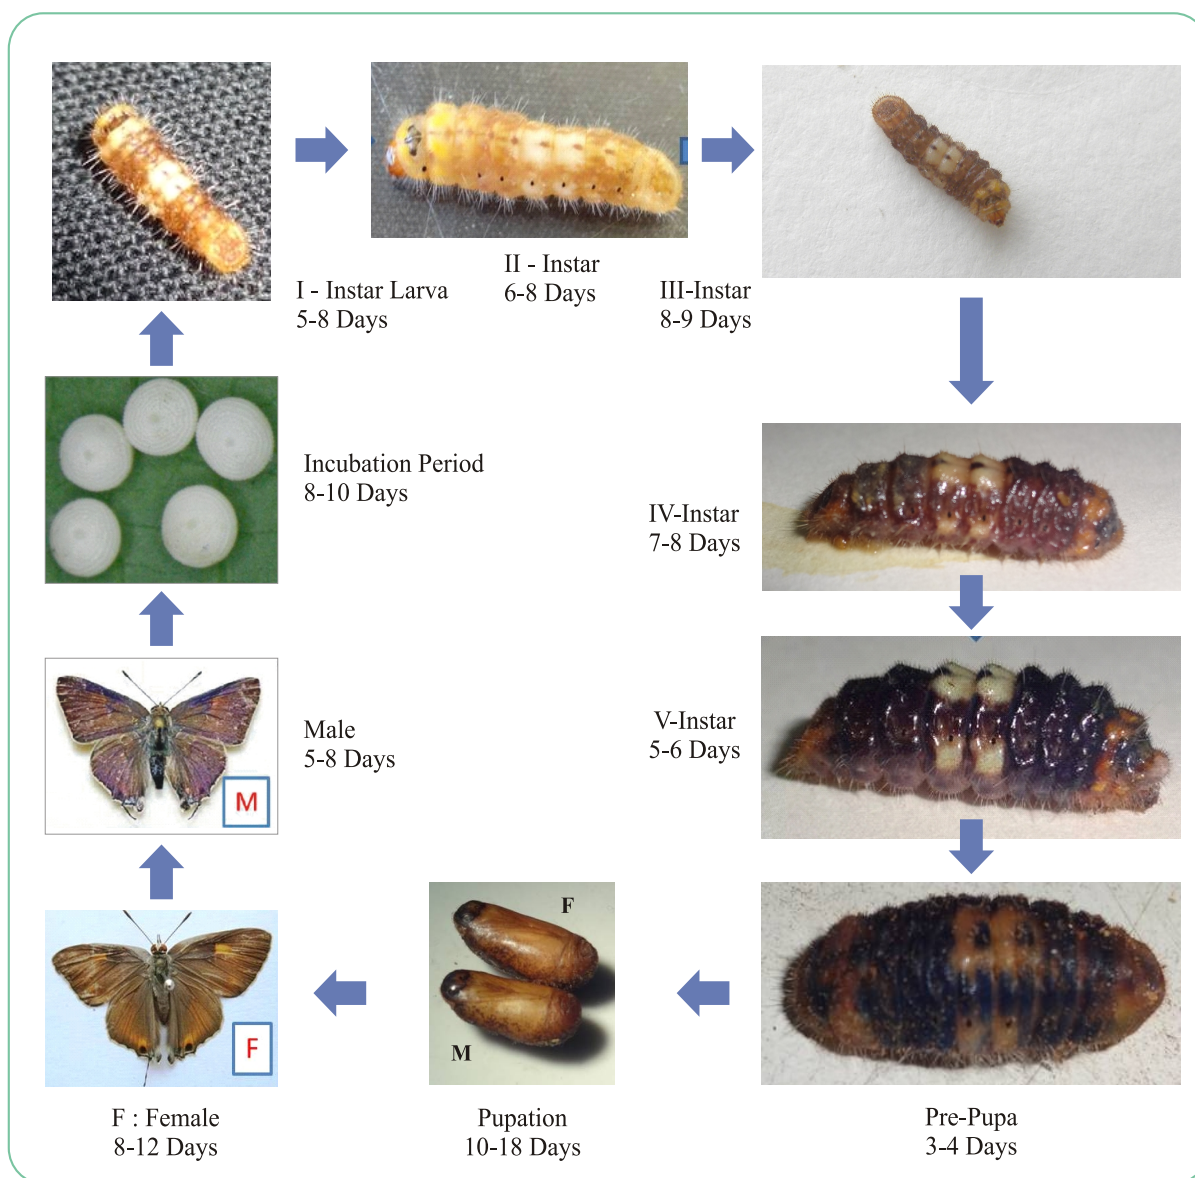 I - Instar Larva
5-8 Days
II - Instar
6-8 Days
III-Instar
8-9 Days
Incubation Period
8-10 Days
IV-Instar
7-8 Days
Male
5-8 Days
M
V-Instar
5-6 Days
F
F
M
F : Female
8-12 Days
Pupation
10-18 Days
Pre-Pupa
3-4 Days